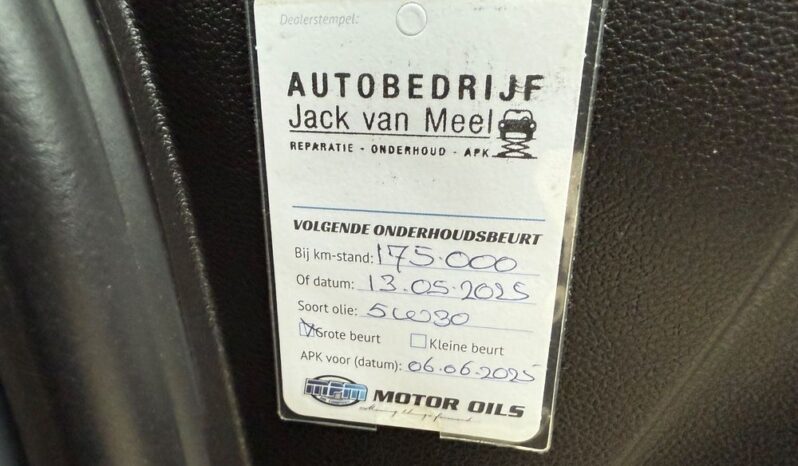 Dealerstempel:
AUTOBEDRIJF
Jack van Meel
REPARATIE - ONDERHOUD - APK
VOLGENDE ONDERHOUDSBEURT
Bij km-stand: 175.000
Of datum: 13.05.2025
Soort olie: 5W30
Grote beurt Kleine beurt
APK voor (datum): 06.06.2025
mpm MOTOR OILS